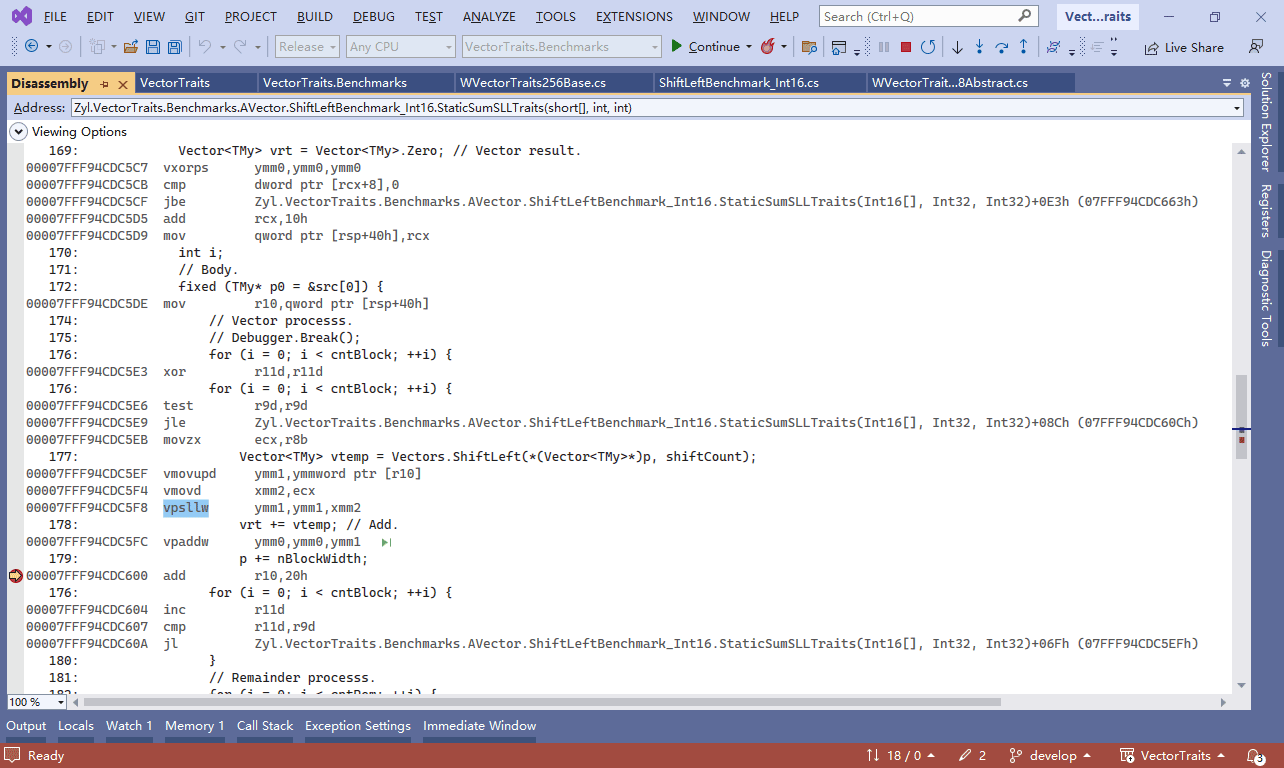 FILE EDIT VIEW GIT PROJECT BUILD DEBUG TEST ANALYZE TOOLS EXTENSIONS WINDOW HELP Search (Ctrl+Q) Vect...raits
Release Any CPU VectorTraits.Benchmarks Continue Live Share
Disassembly VectorTraits VectorTraits.Benchmarks WVectorTraits256Base.cs ShiftLeftBenchmark_Int16.cs WVectorTrait...8Abstract.cs
Address: Zyl.VectorTraits.Benchmarks.AVector.ShiftLeftBenchmark_Int16.StaticSumSLLTraits(short[], int, int)
Viewing Options
169: Vector<TMy> vrt = Vector<TMy>.Zero; // Vector result.
00007FFF94CDC5C7 vxorps ymm0,ymm0,ymm0
00007FFF94CDC5CB cmp dword ptr [rcx+8],0
00007FFF94CDC5CF jbe Zyl.VectorTraits.Benchmarks.AVector.ShiftLeftBenchmark_Int16.StaticSumSLLTraits(Int16[], Int32, Int32)+0E3h (07FFF94CDC663h)
00007FFF94CDC5D5 add rcx,10h
00007FFF94CDC5D9 mov qword ptr [rsp+40h],rcx
170: int i;
171: // Body.
172: fixed (TMy* p0 = &src[0]) {
00007FFF94CDC5DE mov r10,qword ptr [rsp+40h]
174: // Vector processs.
175: // Debugger.Break();
176: for (i = 0; i < cntBlock; ++i) {
00007FFF94CDC5E3 xor r11d,r11d
176: for (i = 0; i < cntBlock; ++i) {
00007FFF94CDC5E6 test r9d,r9d
00007FFF94CDC5E9 jle Zyl.VectorTraits.Benchmarks.AVector.ShiftLeftBenchmark_Int16.StaticSumSLLTraits(Int16[], Int32, Int32)+08Ch (07FFF94CDC60Ch)
00007FFF94CDC5EB movzx ecx,r8b
177: Vector<TMy> vtemp = Vectors.ShiftLeft(*(Vector<TMy>*)p, shiftCount);
00007FFF94CDC5EF vmovupd ymm1,ymmword ptr [r10]
00007FFF94CDC5F4 vmovd xmm2,ecx
00007FFF94CDC5F8 vpsllw ymm1,ymm1,xmm2
178: vrt += vtemp; // Add.
00007FFF94CDC5FC vpaddw ymm0,ymm0,ymm1
179: p += nBlockWidth;
00007FFF94CDC600 add r10,20h
176: for (i = 0; i < cntBlock; ++i) {
00007FFF94CDC604 inc r11d
00007FFF94CDC607 cmp r11d,r9d
00007FFF94CDC60A jl Zyl.VectorTraits.Benchmarks.AVector.ShiftLeftBenchmark_Int16.StaticSumSLLTraits(Int16[], Int32, Int32)+06Fh (07FFF94CDC5EFh)
180: }
181: // Remainder processs.
182: for (i = 0; i < cntRem; ++i) {
100 %
Solution Explorer
Registers
Diagnostic Tools
Output Locals Watch 1 Memory 1 Call Stack Exception Settings Immediate Window
Ready 18 / 0 2 develop VectorTraits 3